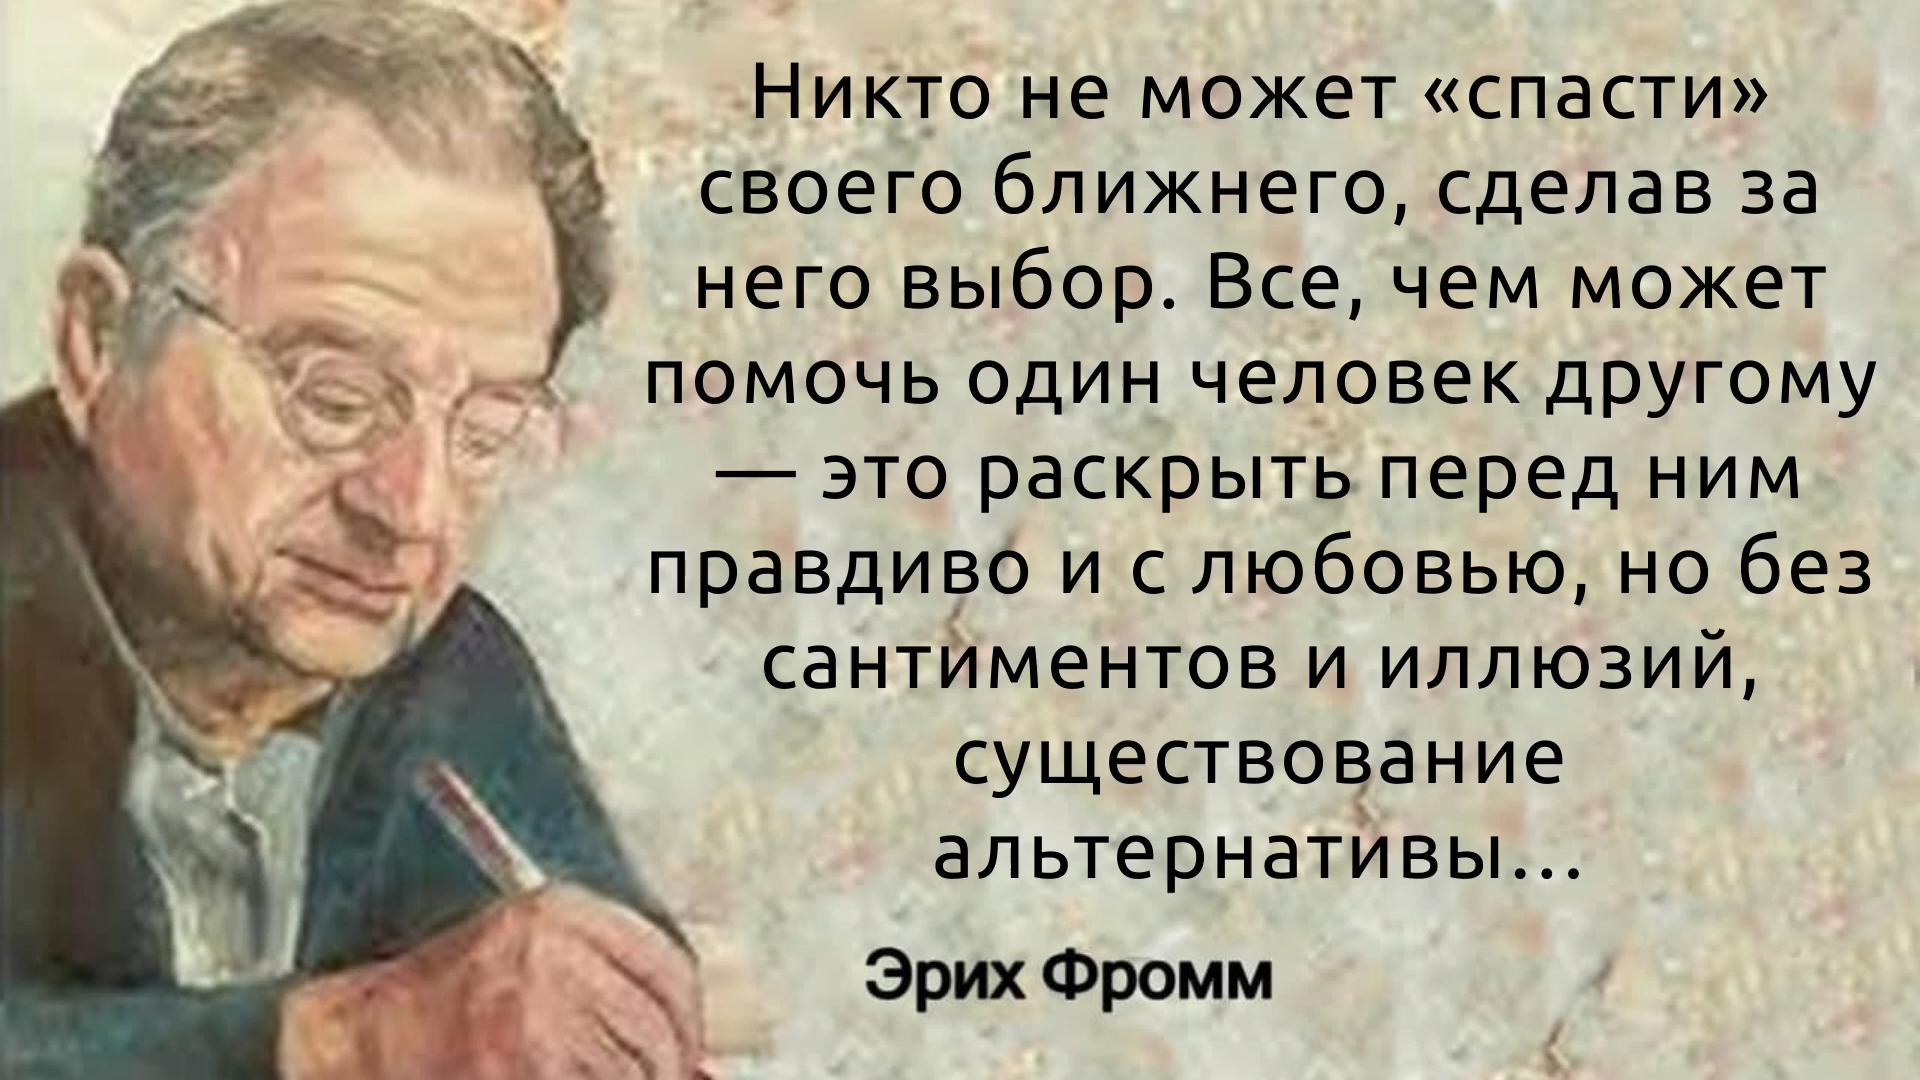 Никто не может «спасти»
своего ближнего, сделав за
него выбор. Все, чем может
помочь один человек другому
— это раскрыть перед ним
правдиво и с любовью, но без
сантиментов и иллюзий,
существование
альтернативы...
Эрих Фромм